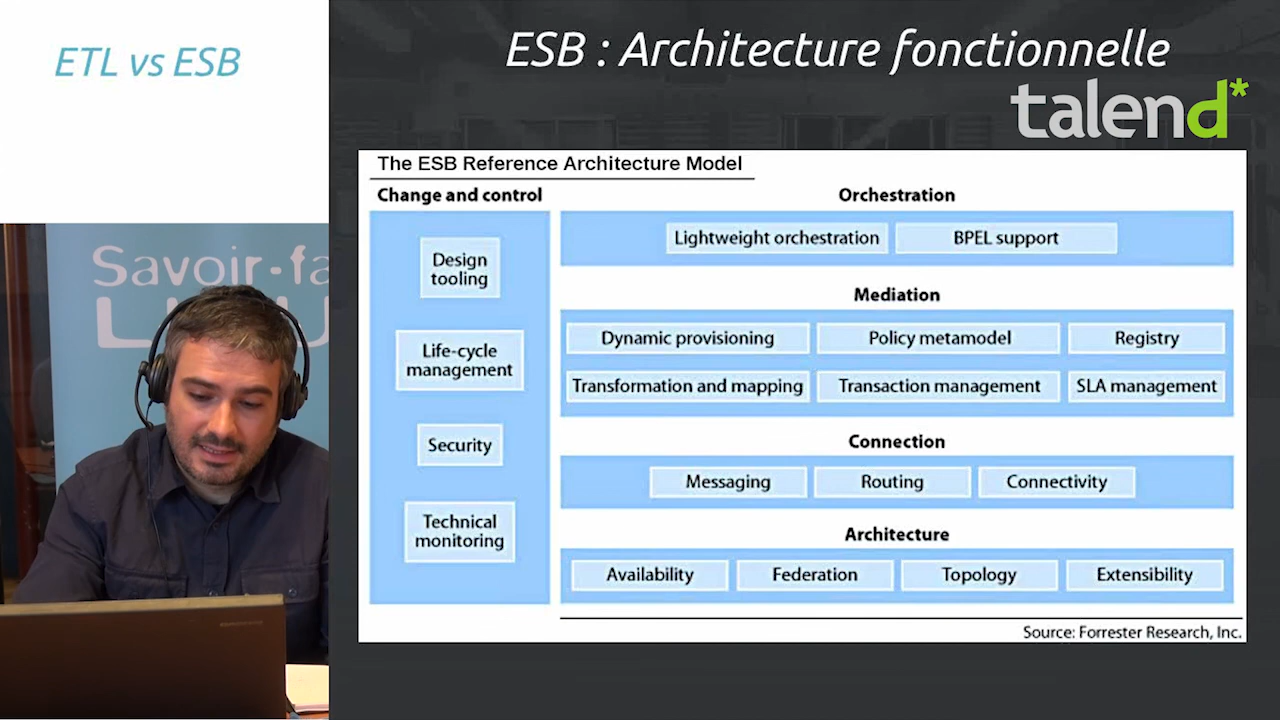 ETL vs ESB
ESB : Architecture fonctionnelle
talend*
The ESB Reference Architecture Model
Change and control
Design
tooling
Life-cycle
management
Security
Technical
monitoring
Orchestration
Lightweight orchestration
BPEL support
Mediation
Dynamic provisioning
Policy metamodel
Registry
Transformation and mapping
Transaction management
SLA management
Connection
Messaging
Routing
Connectivity
Architecture
Availability
Federation
Topology
Extensibility
Source: Forrester Research, Inc.
Savoir-fa